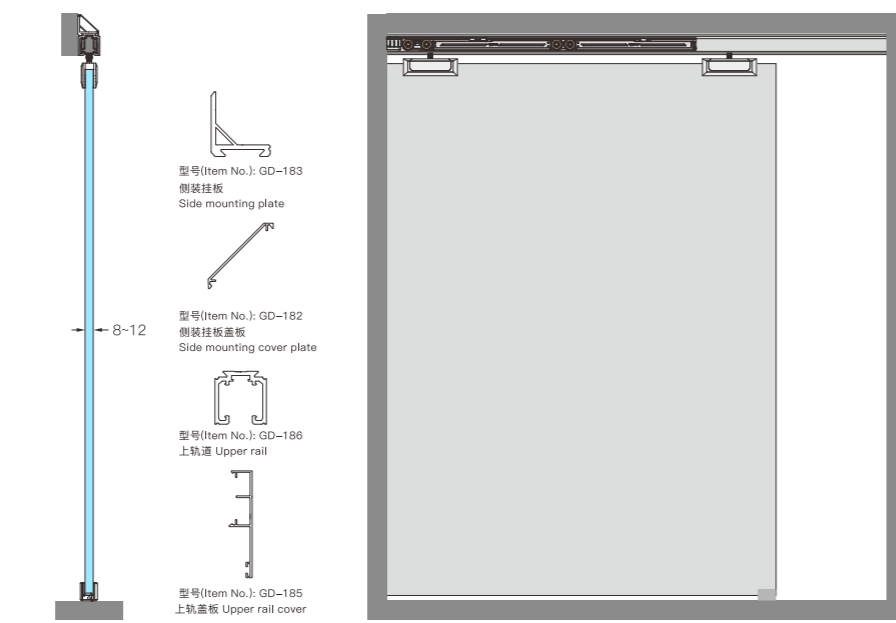 型号(Item No.): GD–183
侧装挂板
Side mounting plate
型号(Item No.): GD–182
侧装挂板盖板
Side mounting cover plate
8~12
型号(Item No.): GD–186
上轨道 Upper rail
型号(Item No.): GD–185
上轨盖板 Upper rail cover